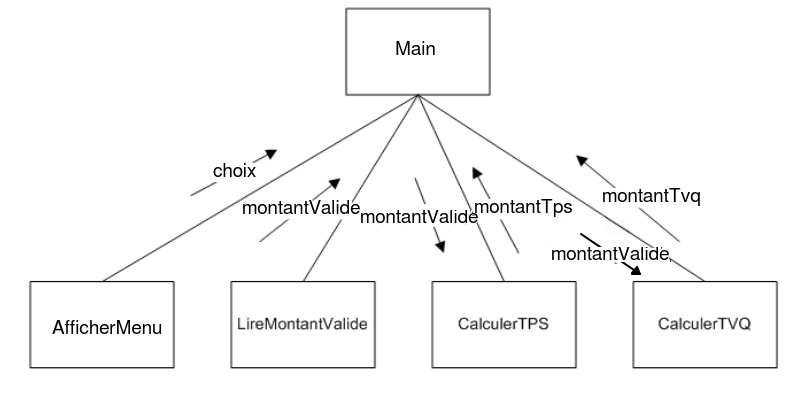 Main
choix
montantValide
montantValide
montantTps
montantTvq
montantValide
AfficherMenu
LireMontantValide
CalculerTPS
CalculerTVQ